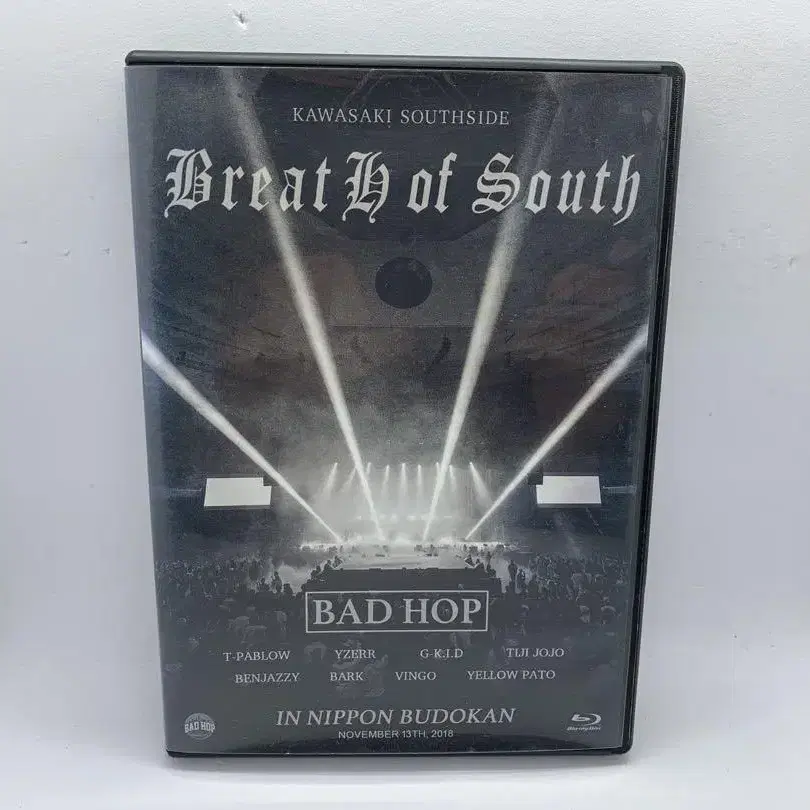 KAWASAKI SOUTHSIDE
BreatH of South
BAD HOP
T-PABLOW YZERR G-K.I.D TIJI JOJO
BENJAZZY BARK VINGO YELLOW PATO
BAD HOP
IN NIPPON BUDOKAN
NOVEMBER 13TH, 2018
Blu-ray Disc